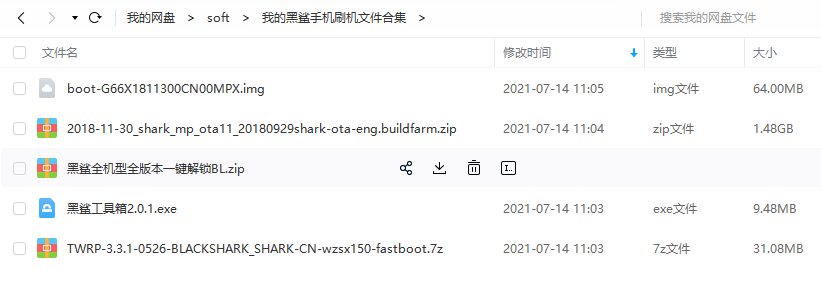 我的网盘 > soft > 我的黑鲨手机刷机文件合集 > 搜索我的网盘文件
文件名 修改时间 类型 大小
boot-G66X1811300CN00MPX.img 2021-07-14 11:05 img文件 64.00MB
2018-11-30_shark_mp_ota11_20180929shark-ota-eng.buildfarm.zip 2021-07-14 11:04 zip文件 1.48GB
黑鲨全机型全版本一键解锁BL.zip
黑鲨工具箱2.0.1.exe 2021-07-14 11:03 exe文件 9.48MB
TWRP-3.3.1-0526-BLACKSHARK_SHARK-CN-wzsx150-fastboot.7z 2021-07-14 11:03 7z文件 31.08MB